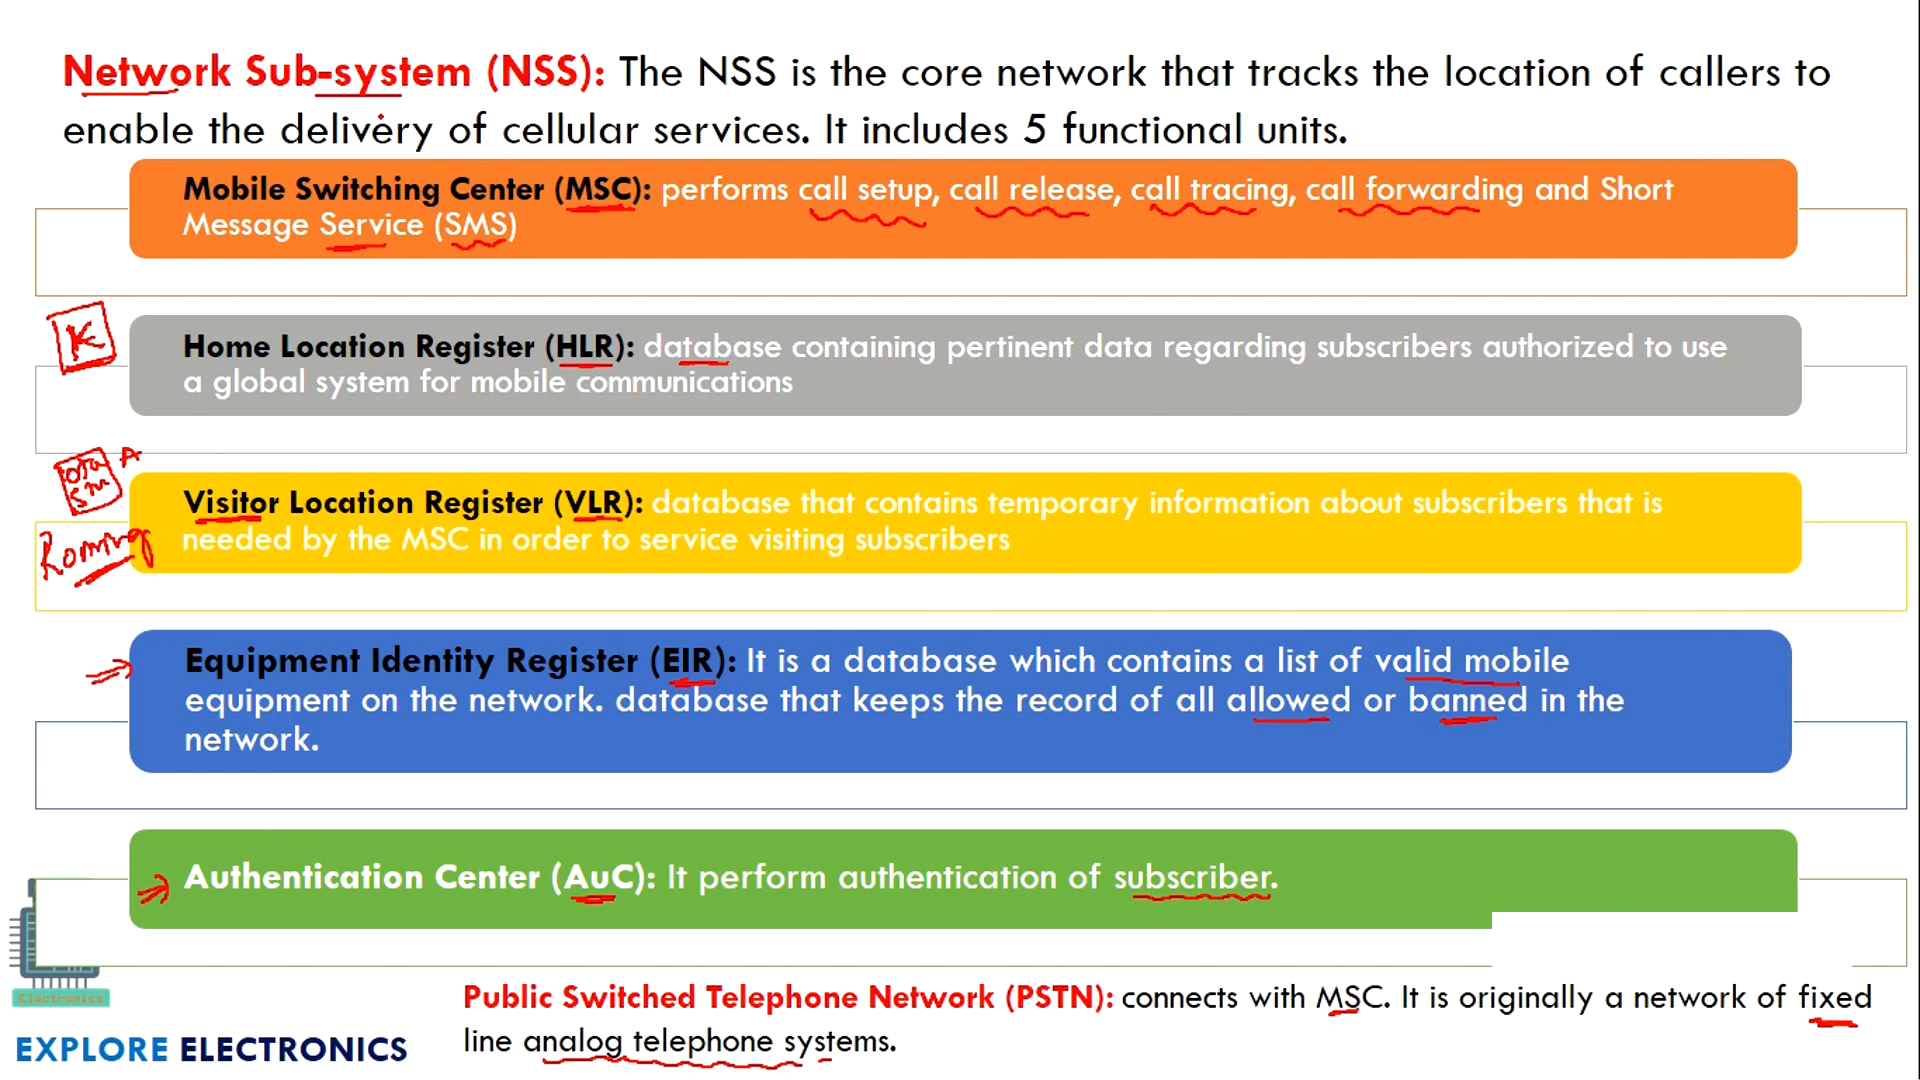 Network Sub-system (NSS): The NSS is the core network that tracks the location of callers to
enable the delivery of cellular services. It includes 5 functional units.
Mobile Switching Center (MSC): performs call setup, call release, call tracing, call forwarding and Short
Message Service (SMS)
K
Home Location Register (HLR): database containing pertinent data regarding subscribers authorized to use
a global system for mobile communications
A
Visitor Location Register (VLR): database that contains temporary information about subscribers that is
needed by the MSC in order to service visiting subscribers
Roming
Equipment Identity Register (EIR): It is a database which contains a list of valid mobile
equipment on the network. database that keeps the record of all allowed or banned in the
network.
Authentication Center (AuC): It perform authentication of subscriber.
Electronics
EXPLORE ELECTRONICS
Public Switched Telephone Network (PSTN): connects with MSC. It is originally a network of fixed
line analog telephone systems.